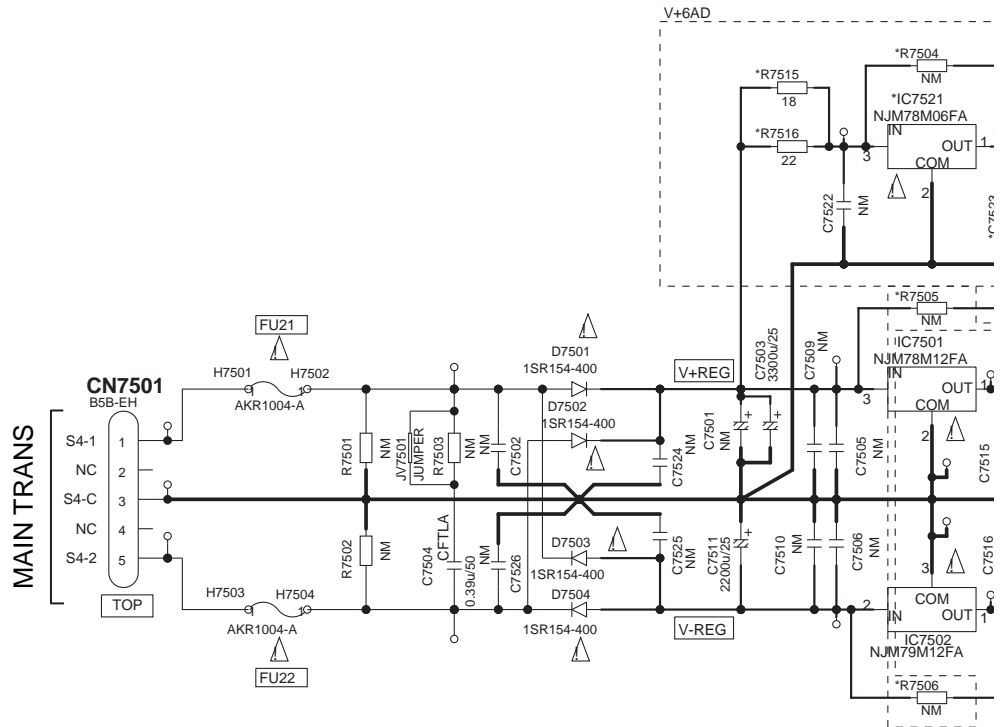 V+6AD
*R7504
NM
*R7515
18
*IC7521
NJM78M06FA
IN
OUT
1
COM
3
2
*R7516
22
C7522
NM
*C7523
*R7505
NM
FU21
D7501
1SR154-400
H7501
H7502
AKR1004-A
V+REG
C7503
3300u/25
C7509
NM
IC7501
NJM78M12FA
IN
OUT
1
COM
3
2
CN7501
B5B-EH
MAIN TRANS
S4-1
1
NC
2
S4-C
3
NC
4
S4-2
5
TOP
R7501
NM
JV7501
JUMPER
R7503
NM
NM
C7502
D7502
1SR154-400
C7501
NM
C7524
NM
C7505
NM
C7515
R7502
NM
C7504
CFTLA
0.39u/50
NM
C7526
D7503
1SR154-400
C7525
NM
C7511
2200u/25
C7510
NM
C7506
NM
C7516
3
COM
IN
OUT
2
1
IC7502
NJM79M12FA
H7503
H7504
AKR1004-A
FU22
D7504
1SR154-400
V-REG
*R7506
NM